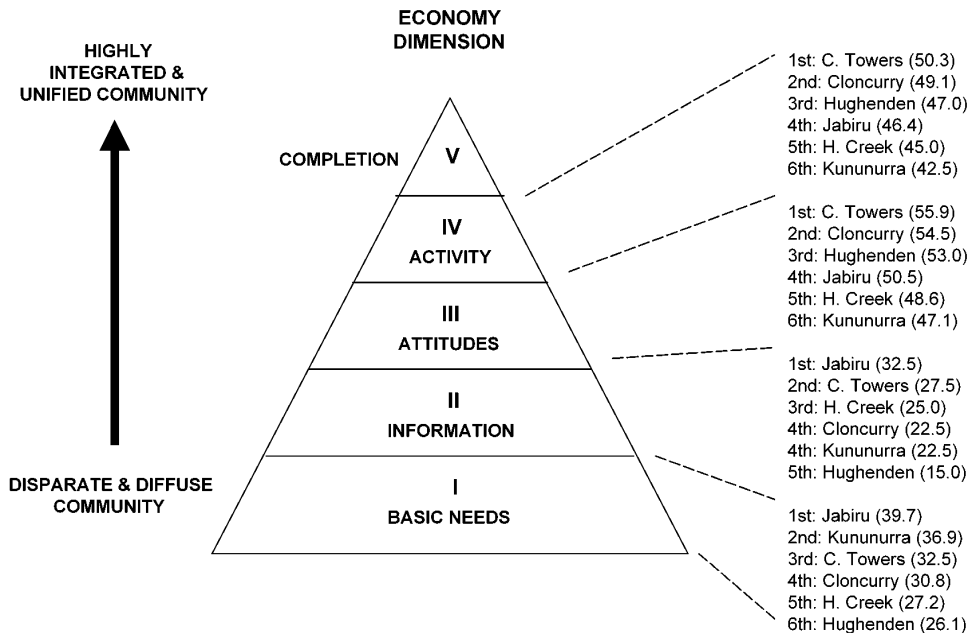 ECONOMY
DIMENSION
HIGHLY
INTEGRATED &
UNIFIED COMMUNITY
DISPARATE & DIFFUSE
COMMUNITY
COMPLETION
V
IV
ACTIVITY
III
ATTITUDES
II
INFORMATION
I
BASIC NEEDS
1st: C. Towers (50.3)
2nd: Cloncurry (49.1)
3rd: Hughenden (47.0)
4th: Jabiru (46.4)
5th: H. Creek (45.0)
6th: Kununurra (42.5)
1st: C. Towers (55.9)
2nd: Cloncurry (54.5)
3rd: Hughenden (53.0)
4th: Jabiru (50.5)
5th: H. Creek (48.6)
6th: Kununurra (47.1)
1st: Jabiru (32.5)
2nd: C. Towers (27.5)
3rd: H. Creek (25.0)
4th: Cloncurry (22.5)
4th: Kununurra (22.5)
5th: Hughenden (15.0)
1st: Jabiru (39.7)
2nd: Kununurra (36.9)
3rd: C. Towers (32.5)
4th: Cloncurry (30.8)
5th: H. Creek (27.2)
6th: Hughenden (26.1)